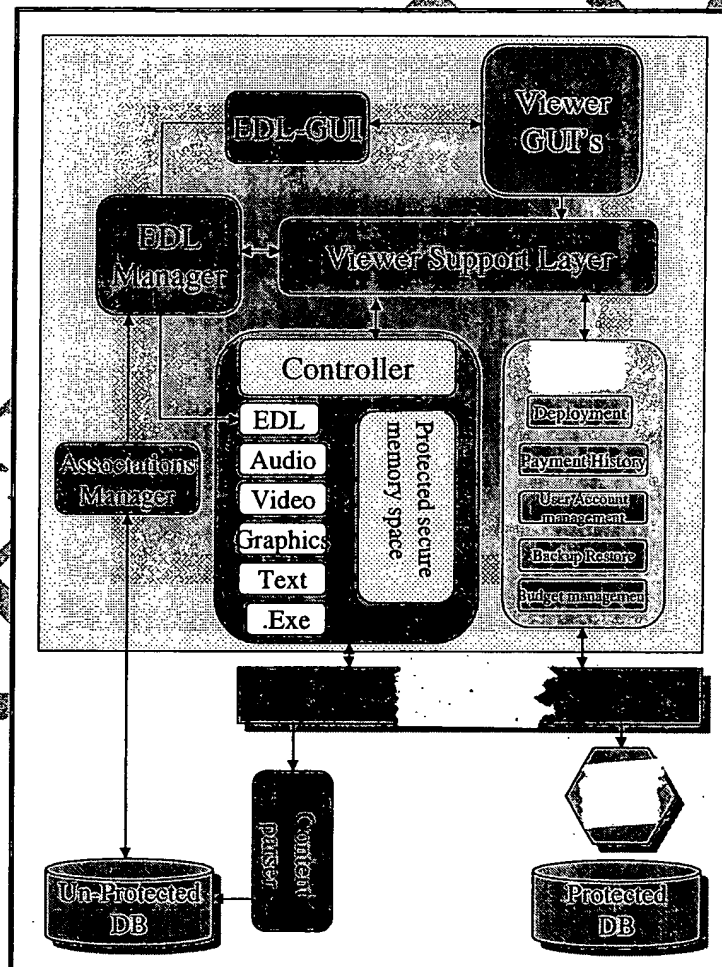 Viewer
GUI's
EDL-GUI
EDL
Manager
Viewer Support Layer
Controller
EDL
Audio
Video
Graphics
Text
.Exe
Protected secure
memory space
Deployment
Payment History
User Account
management
Backup Restore
Budget management
Associations
Manager
Content
parser
Un-Protected
DB
Protected
DB